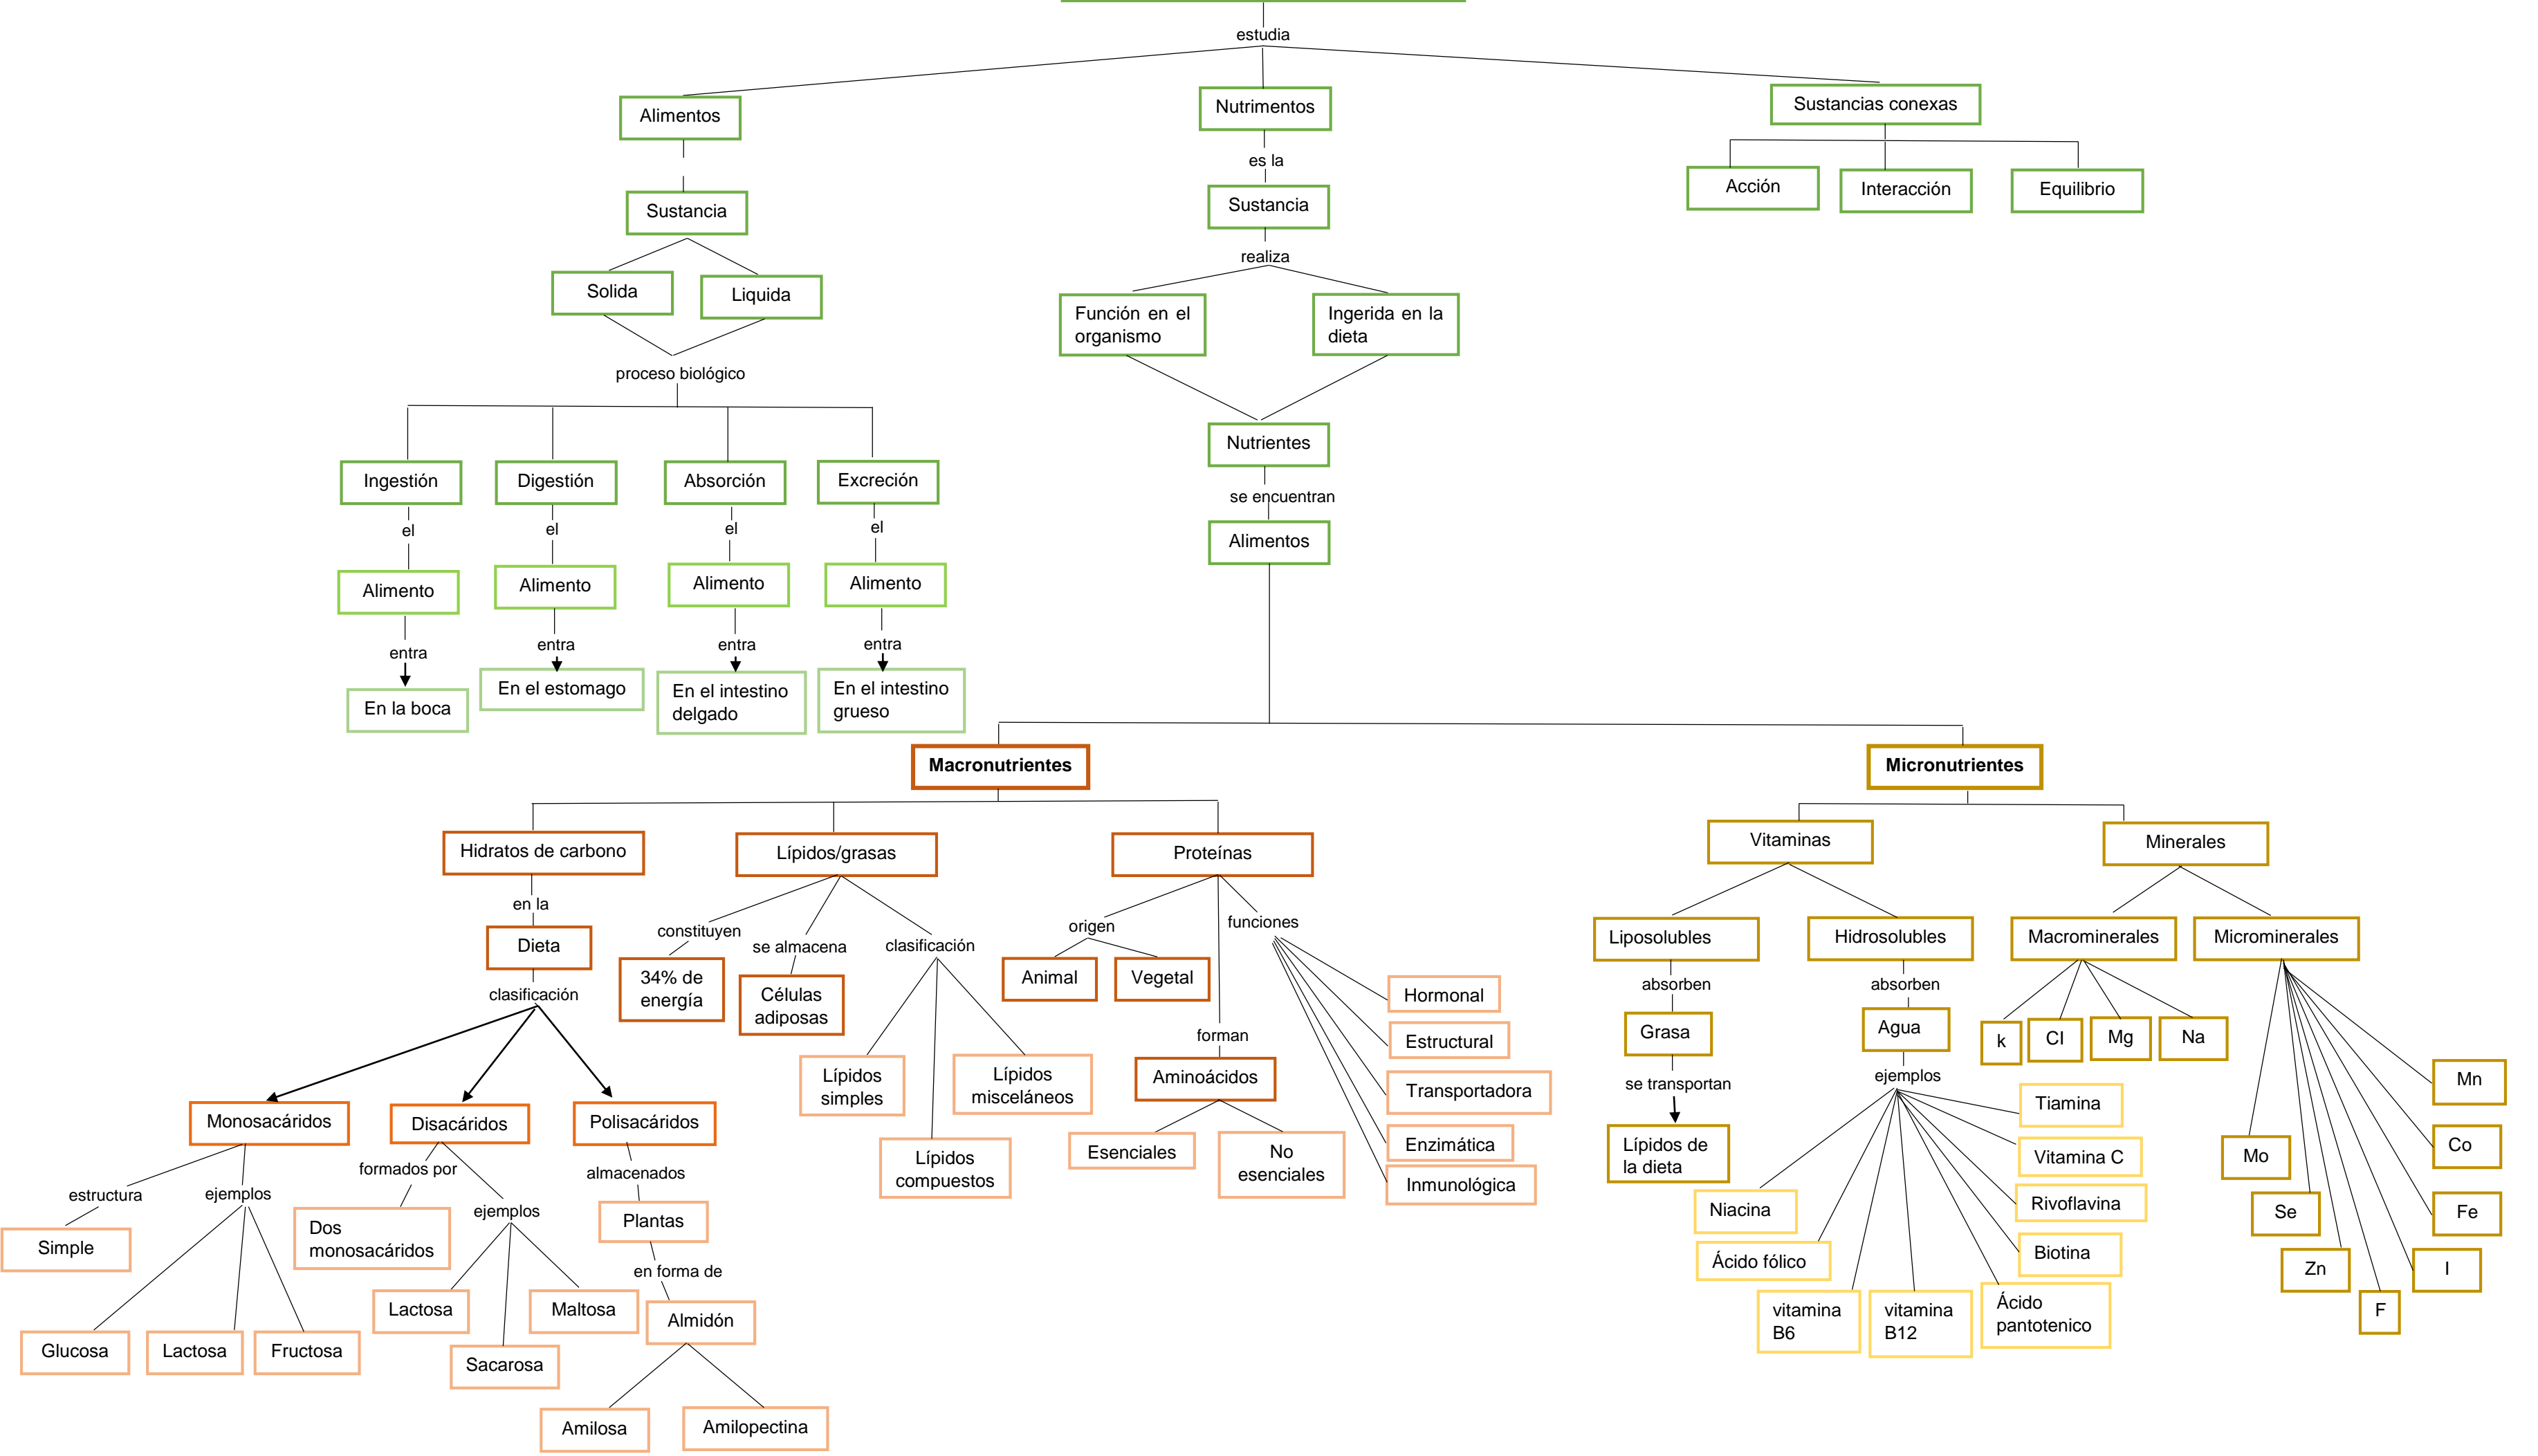 estudia
Alimentos
Nutrimentos
Sustancias conexas
es la
Acción
Interacción
Equilibrio
Sustancia
Sustancia
realiza
Solida
Liquida
Función en el
organismo
Ingerida en la
dieta
proceso biológico
Nutrientes
Ingestión
Digestión
Absorción
Excreción
se encuentran
el
el
el
el
Alimentos
Alimento
Alimento
Alimento
Alimento
entra
entra
entra
entra
En la boca
En el estomago
En el intestino
delgado
En el intestino
grueso
Macronutrientes
Micronutrientes
Hidratos de carbono
Lípidos/grasas
Proteínas
Vitaminas
Minerales
en la
Dieta
clasificación
constituyen
34% de
energía
se almacena
Células
adiposas
clasificación
Lípidos
simples
Lípidos
misceláneos
Lípidos
compuestos
origen
Animal
Vegetal
forman
Aminoácidos
Esenciales
No
esenciales
funciones
Hormonal
Estructural
Transportadora
Enzimática
Inmunológica
Liposolubles
Hidrosolubles
Macrominerales
Microminerales
absorben
Grasa
se transportan
Lípidos de
la dieta
absorben
Agua
ejemplos
Tiamina
Vitamina C
Rivoflavina
Biotina
Niacina
Ácido fólico
vitamina
B6
vitamina
B12
Ácido
pantotenico
k
Cl
Mg
Na
Mn
Co
Mo
Fe
Se
Zn
I
F
Monosacáridos
Disacáridos
Polisacáridos
estructura
Simple
ejemplos
Glucosa
Lactosa
Fructosa
formados por
Dos
monosacáridos
ejemplos
Lactosa
Maltosa
Sacarosa
almacenados
Plantas
en forma de
Almidón
Amilosa
Amilopectina